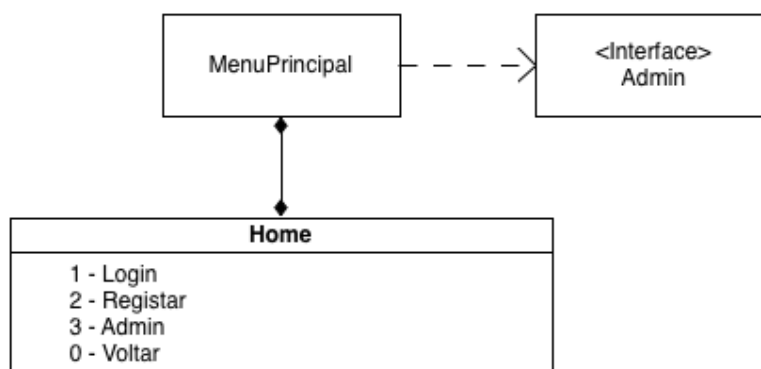 MenuPrincipal
<Interface>
Admin
Home
1 - Login
2 - Registar
3 - Admin
0 - Voltar